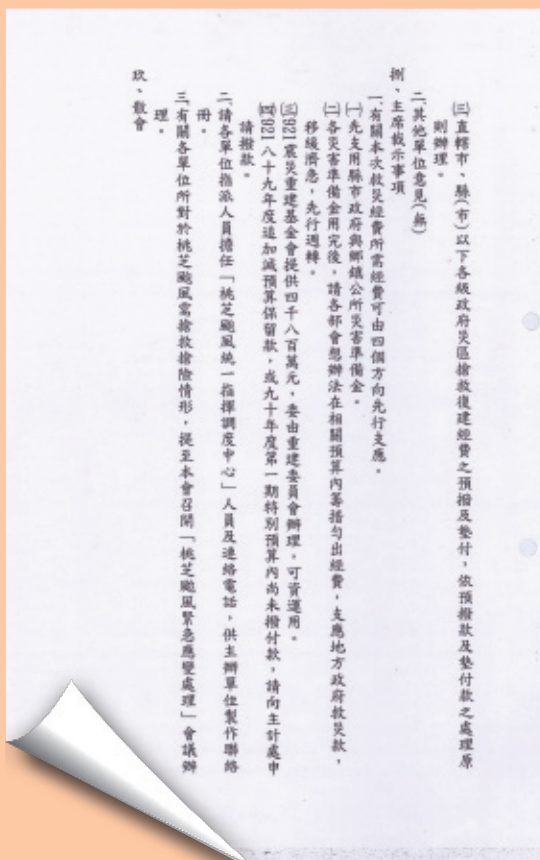 ㈢直轄市、縣(市)以下各級政府災區搶救復建經費之預撥及墊付，依預撥款及墊付款之處理原
則辦理。
二、其他單位意見(無)
捌、主席裁示事項
一、有關本次救災經費所需經費可由四個方向先行支應。
㈠先支用縣市政府與鄉鎮公所災害準備金。
㈡各災害準備金用完後，請各部會想辦法在相關預算內籌措勻出經費，支應地方政府救災款，
移緩濟急，先行週轉。
㈢921震災重建基金會提供四千八百萬元，委由重建委員會辦理，可資運用。
㈣921八十九年度追加減預算保留款，或九十年度第一期特別預算內尚未撥付款，請向主計處申
請撥款。
二、請各單位指派人員擔任「桃芝颱風統一指揮調度中心」人員及連絡電話，供主辦單位製作聯絡
冊。
三、有關各單位所對於桃芝颱風需搶救搶險情形，提至本會召開「桃芝颱風緊急應變處理」會議辦
理。
玖、散會